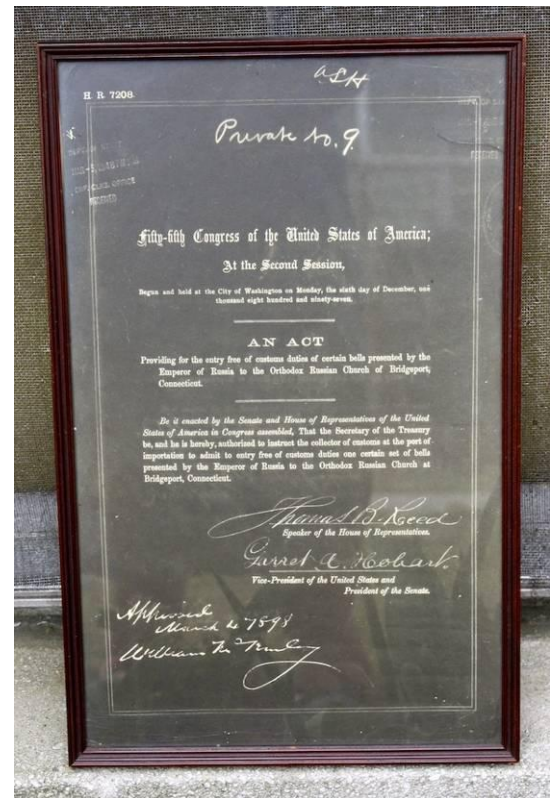 aSH
H. R. 7208.
Private No. 9.
Fifty-fifth Congress of the United States of America;
At the Second Session,
Begun and held at the City of Washington on Monday, the sixth day of December, one
thousand eight hundred and ninety-seven.
AN ACT
Providing for the entry free of customs duties of certain bells presented by the
Emperor of Russia to the Orthodox Russian Church of Bridgeport,
Connecticut.
Be it enacted by the Senate and House of Representatives of the United
States of America in Congress assembled, That the Secretary of the Treasury
be, and he is hereby, authorized to instruct the collector of customs at the port of
importation to admit to entry free of customs duties one certain set of bells
presented by the Emperor of Russia to the Orthodox Russian Church at
Bridgeport, Connecticut.
Thomas B. Reed
Speaker of the House of Representatives.
Garret A. Hobart.
Vice-President of the United States and
President of the Senate.
Approved
March 4 1898
William McKinley